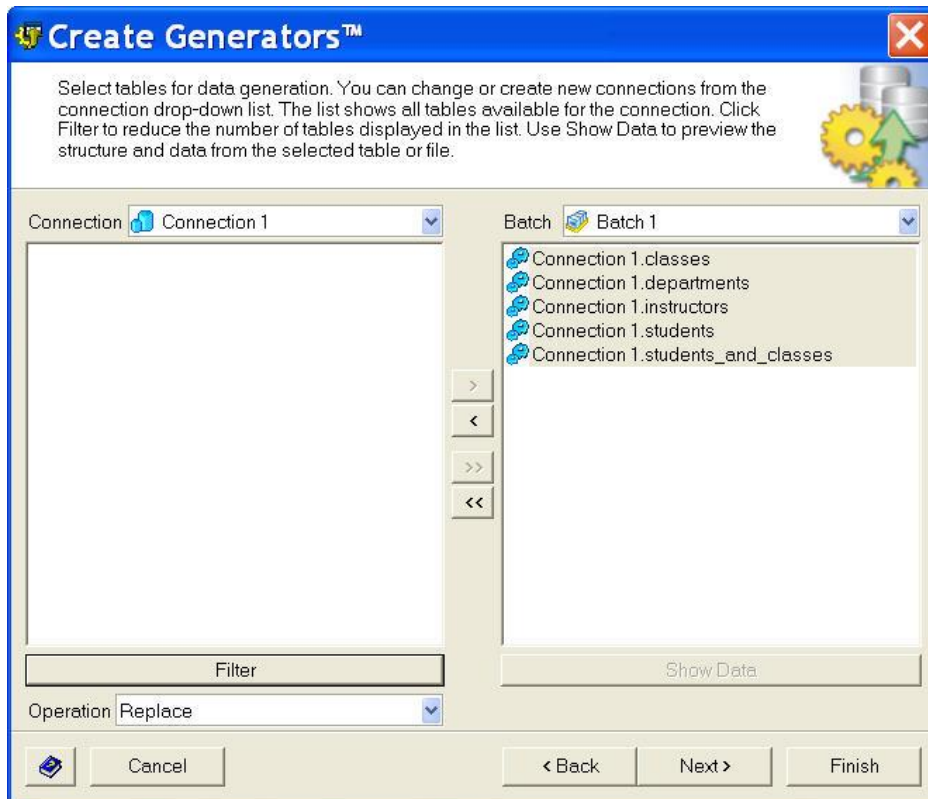 Create Generators™
Select tables for data generation. You can change or create new connections from the
connection drop-down list. The list shows all tables available for the connection. Click
Filter to reduce the number of tables displayed in the list. Use Show Data to preview the
structure and data from the selected table or file.
Connection Connection 1
Batch Batch 1
Connection 1.classes
Connection 1.departments
Connection 1.instructors
Connection 1.students
Connection 1.students_and_classes
>
<
>>
<<
Filter
Show Data
Operation Replace
Cancel
< Back
Next >
Finish